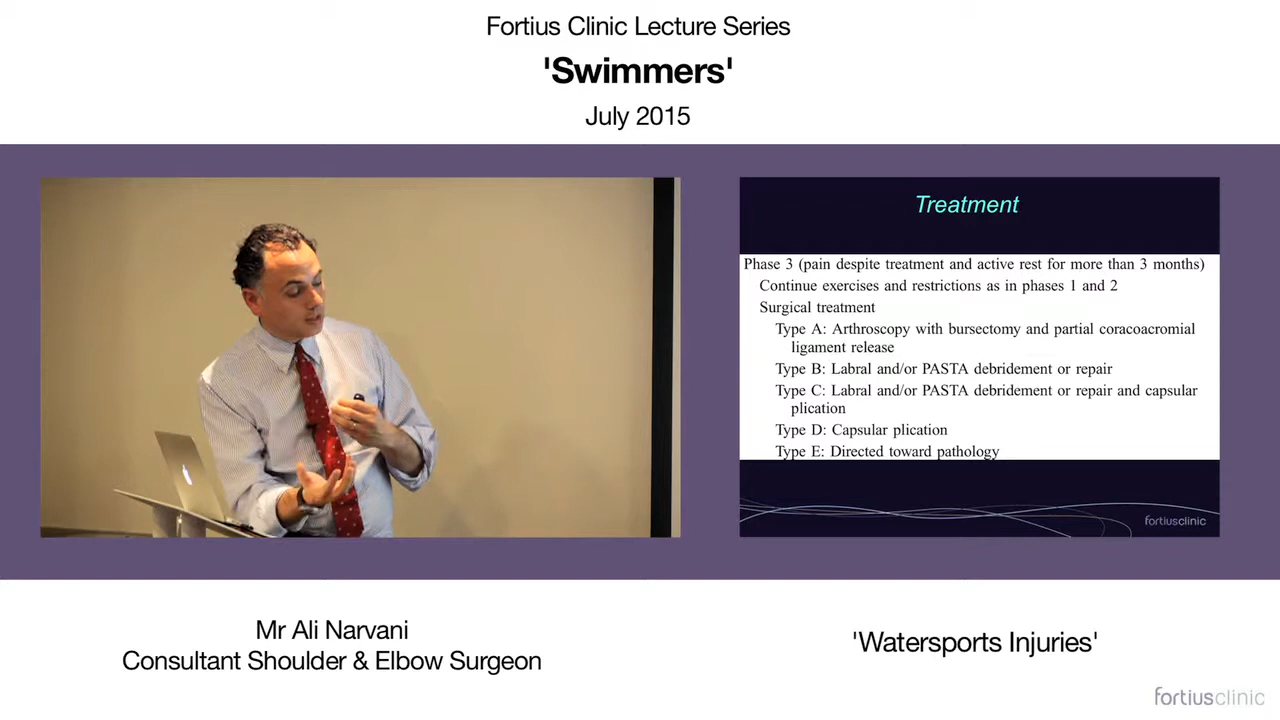 Fortius Clinic Lecture Series
'Swimmers'
July 2015
Treatment
Phase 3 (pain despite treatment and active rest for more than 3 months)
Continue exercises and restrictions as in phases 1 and 2
Surgical treatment
Type A: Arthroscopy with bursectomy and partial coracoacromial
ligament release
Type B: Labral and/or PASTA debridement or repair
Type C: Labral and/or PASTA debridement or repair and capsular
plication
Type D: Capsular plication
Type E: Directed toward pathology
fortiusclinic
Mr Ali Narvani
Consultant Shoulder & Elbow Surgeon
'Watersports Injuries'
fortiusclinic